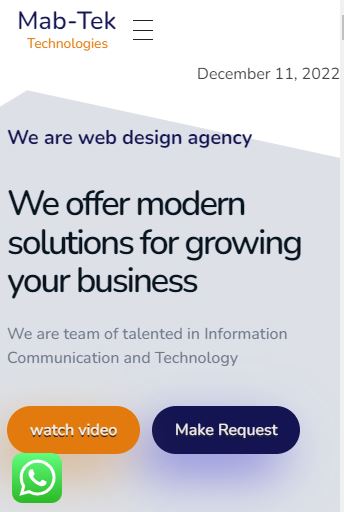 Mab-Tek
Technologies
December 11, 2022
We are web design agency
We offer modern
solutions for growing
your business
We are team of talented in Information
Communication and Technology
watch video
Make Request